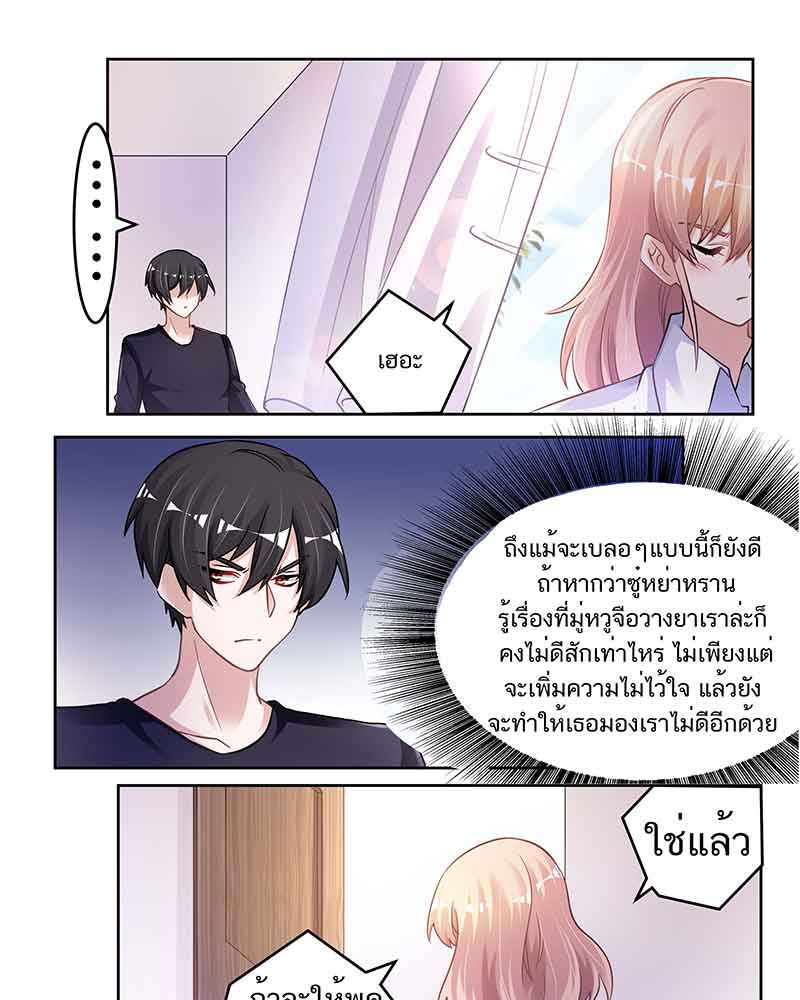 ...... 
เฮอะ
ถึงแม้จะเบลอๆแบบนี้ก็ยังดี
ถ้าหากว่าซู๋หย่าหราน
รู้เรื่องที่มู่หวูจือวางยาเราล่ะก็
คงไม่ดีสักเท่าไหร่ ไม่เพียงแต่
จะเพิ่มความไม่ไว้ใจ แล้วยัง
จะทำให้เธอมองเราไม่ดีอีกด้วย
ใช่แล้ว